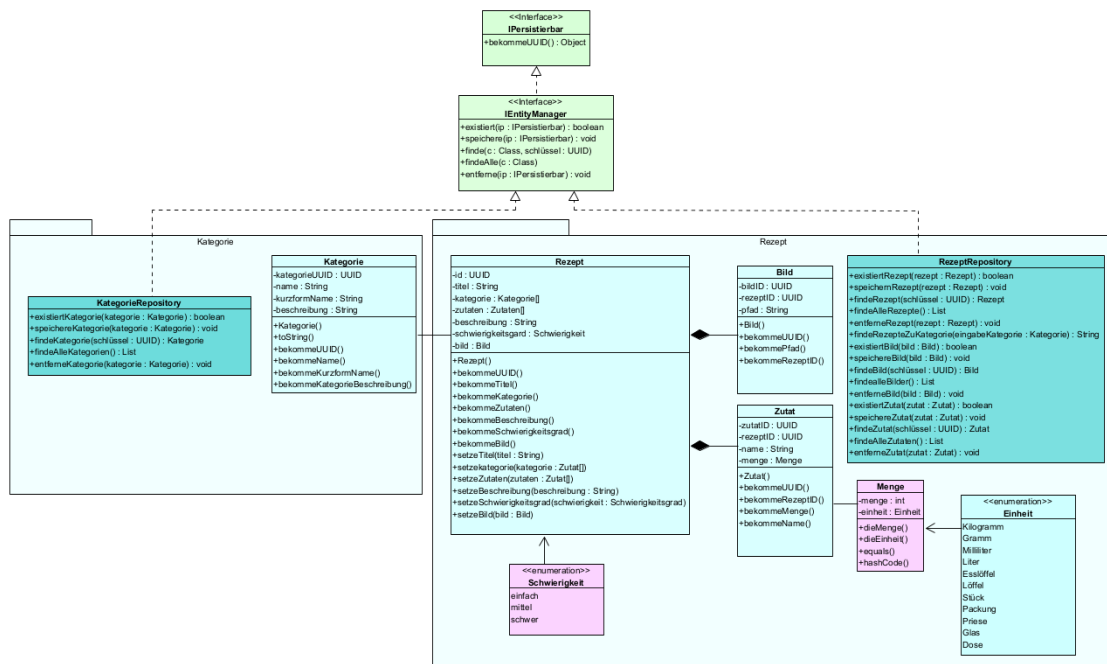 <<Interface>>
IPersistierbar
+bekommeUUID() : Object
<<Interface>>
IEntityManager
+existiert(ip : IPersistierbar) : boolean
+speichere(ip : IPersistierbar) : void
+finde(c : Class, schlüssel : UUID)
+findeAlle(c : Class)
+entferne(ip : IPersistierbar) : void
Kategorie
KategorieRepository
+existiertKategorie(kategorie : Kategorie) : boolean
+speichereKategorie(kategorie : Kategorie) : void
+findeKategorie(schlüssel : UUID) : Kategorie
+findeAlleKategorien() : List
+entferneKategorie(kategorie : Kategorie) : void
Kategorie
-kategorieUUID : UUID
-name : String
-kurzformName : String
-beschreibung : String
+Kategorie()
+toString()
+bekommeUUID()
+bekommeName()
+bekommeKurzformName()
+bekommeKategorieBeschreibung()
Rezept
Rezept
-id : UUID
-titel : String
-kategorie : Kategorie[]
-zutaten : Zutaten[]
-beschreibung : String
-schwierigkeitsgard : Schwierigkeit
-bild : Bild
+Rezept()
+bekommeUUID()
+bekommeTitel()
+bekommeKategorie()
+bekommeZutaten()
+bekommeBeschreibung()
+bekommeSchwierigkeitsgrad()
+bekommeBild()
+setzeTitel(titel : String)
+setzekategorie(kategorie : Zutat[])
+setzeZutaten(zutaten : Zutat[])
+setzeBeschreibung(beschreibung : String)
+setzeSchwierigkeitsgrad(schwierigkeit : Schwierigkeitsgrad)
+setzeBild(bild : Bild)
<<enumeration>>
Schwierigkeit
einfach
mittel
schwer
Bild
-bildID : UUID
-rezeptID : UUID
-pfad : String
+Bild()
+bekommeUUID()
+bekommePfad()
+bekommeRezeptID()
Zutat
-zutatID : UUID
-rezeptID : UUID
-name : String
-menge : Menge
+Zutat()
+bekommeUUID()
+bekommeRezeptID()
+bekommeMenge()
+bekommeName()
RezeptRepository
+existiertRezept(rezept : Rezept) : boolean
+speichernRezept(rezept : Rezept) : void
+findeRezept(schlüssel : UUID) : Rezept
+findeAlleRezepte() : List
+entferneRezept(rezept : Rezept) : void
+findeRezepteZuKategorie(eingabeKategorie : Kategorie) : String
+existiertBild(bild : Bild) : boolean
+speichereBild(bild : Bild) : void
+findeBild(schlüssel : UUID) : Bild
+findealleBilder() : List
+entferneBild(bild : Bild) : void
+existiertZutat(zutat : Zutat) : boolean
+speichereZutat(zutat : Zutat) : void
+findeZutat(schlüssel : UUID) : Zutat
+findeAlleZutaten() : List
+entferneZutat(zutat : Zutat) : void
Menge
-menge : int
-einheit : Einheit
+dieMenge()
+dieEinheit()
+equals()
+hashCode()
<<enumeration>>
Einheit
Kilogramm
Gramm
Milliliter
Liter
Esslöffel
Löffel
Stück
Packung
Priese
Glas
Dose